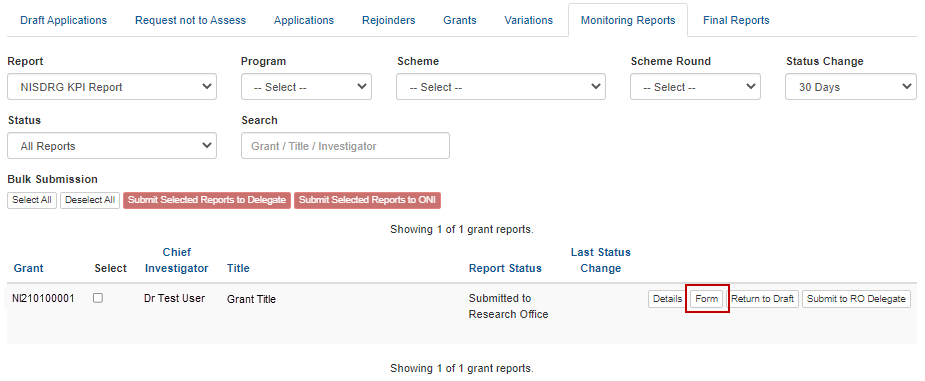 Draft Applications Request not to Assess Applications Rejoinders Grants Variations Monitoring Reports Final Reports
Report Program Scheme Scheme Round Status Change
NISDRG KPI Report -- Select -- -- Select -- -- Select -- 30 Days
Status Search
All Reports Grant / Title / Investigator
Bulk Submission
Select All Deselect All Submit Selected Reports to Delegate Submit Selected Reports to ONI
Showing 1 of 1 grant reports.
Chief Last Status
Grant Select Investigator Title Report Status Change
NI210100001 Dr Test User Grant Title Submitted to Details Form Return to Draft Submit to RO Delegate
Research Office
Showing 1 of 1 grant reports.